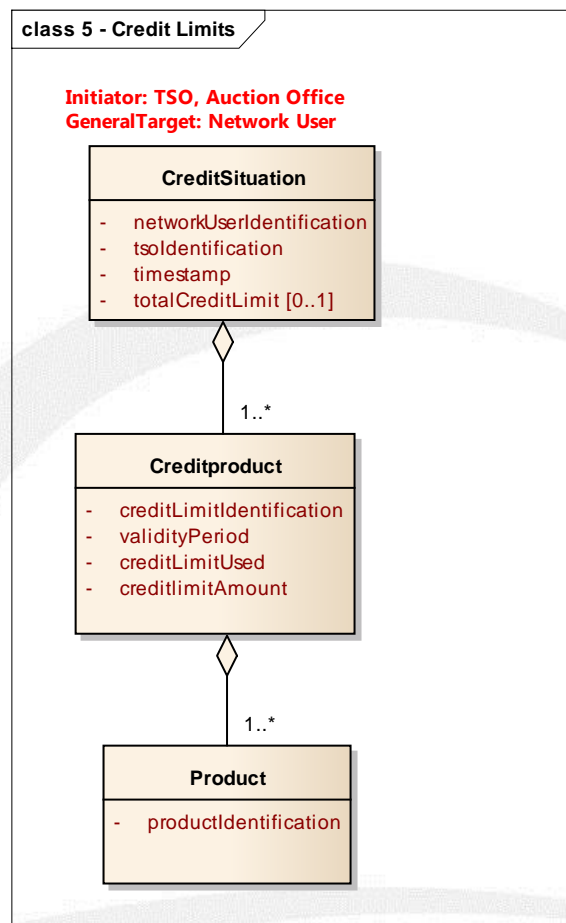 class 5 - Credit Limits
Initiator: TSO, Auction Office
GeneralTarget: Network User
CreditSituation
- networkUserIdentification
- tsoIdentification
- timestamp
- totalCreditLimit [0..1]
1..*
Creditproduct
- creditLimitIdentification
- validityPeriod
- creditLimitUsed
- creditlimitAmount
1..*
Product
- productIdentification